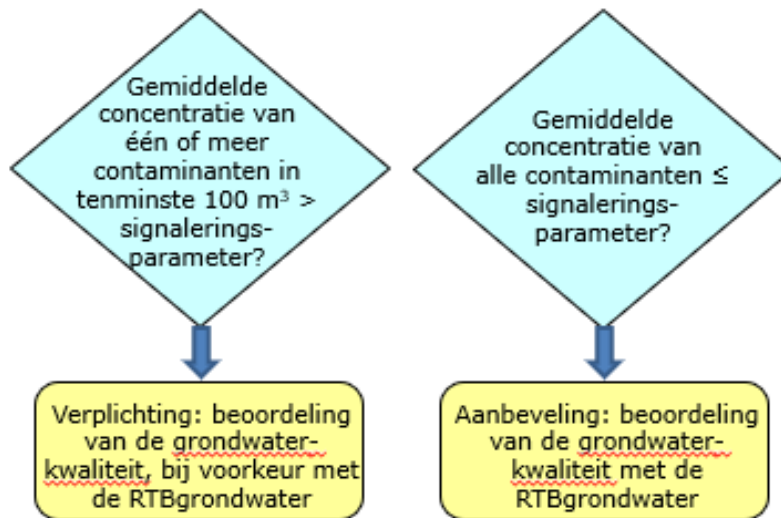 Gemiddelde
concentratie van
één of meer
contaminanten in
tenminste 100 m³ >
signalerings-
parameter?
Gemiddelde
concentratie van
alle contaminanten ≤
signalerings-
parameter?
Verplichting: beoordeling
van de grondwater-
kwaliteit, bij voorkeur met
de RTBgrondwater
Aanbeveling: beoordeling
van de grondwater-
kwaliteit met de
RTBgrondwater